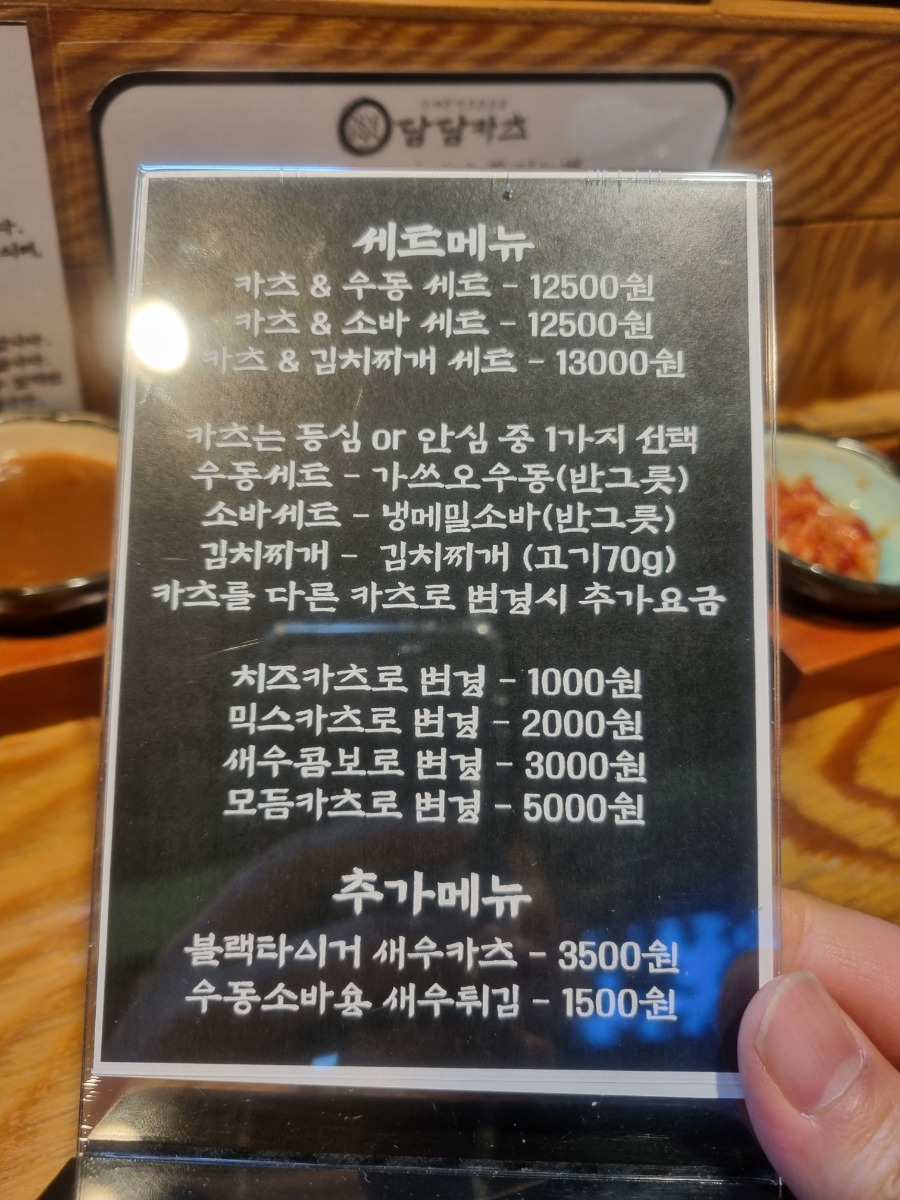 담담카츠
세트메뉴
카츠 & 우동 세트 - 12500원
카츠 & 소바 세트 - 12500원
카츠 & 김치찌개 세트 - 13000원
카츠는 등심 or 안심 중 1가지 선택
우동세트 - 가쓰오우동(반그릇)
소바세트 - 냉메밀소바(반그릇)
김치찌개 - 김치찌개 (고기70g)
카츠를 다른 카츠로 변경시 추가요금
치즈카츠로 변경 - 1000원
믹스카츠로 변경 - 2000원
새우콤보로 변경 - 3000원
모듬카츠로 변경 - 5000원
추가메뉴
블랙타이거 새우카츠 - 3500원
우동소바용 새우튀김 - 1500원